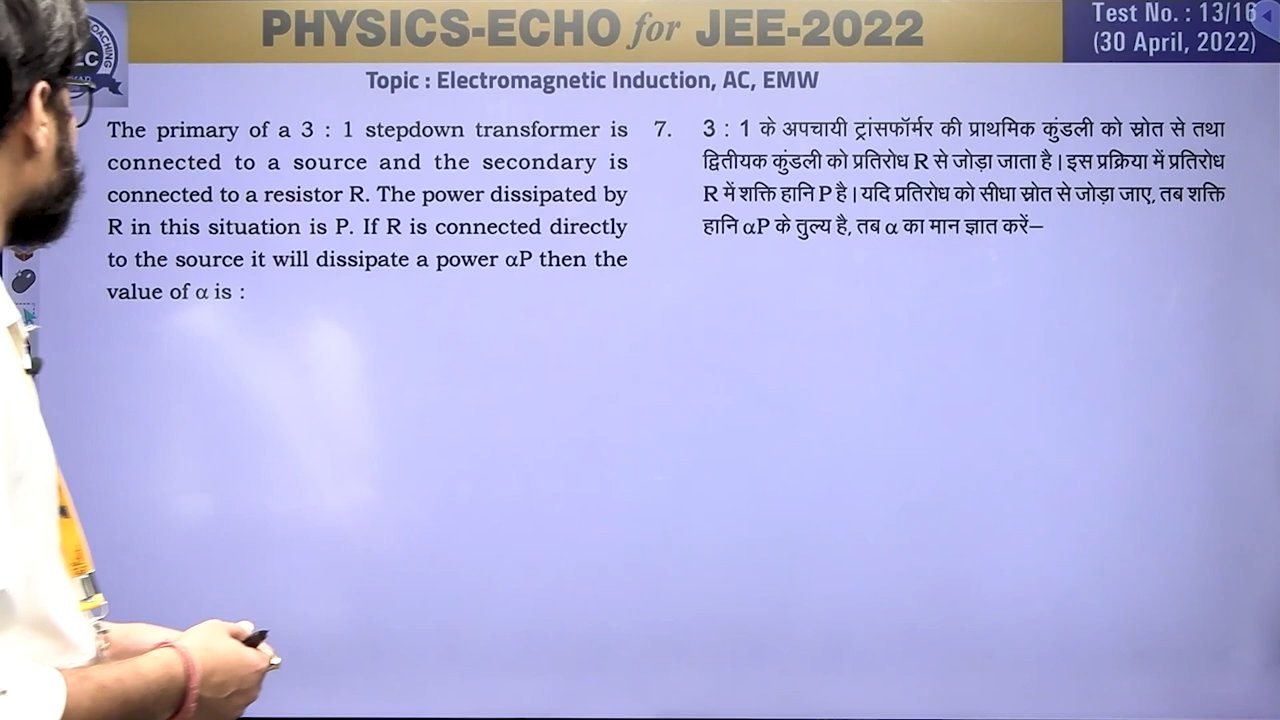 PHYSICS-ECHO for JEE-2022
Test No. : 13/16
(30 April, 2022)
COACHING
Topic : Electromagnetic Induction, AC, EMW
The primary of a 3 : 1 stepdown transformer is
connected to a source and the secondary is
connected to a resistor R. The power dissipated by
R in this situation is P. If R is connected directly
to the source it will dissipate a power αP then the
value of α is :
7. 3 : 1 के अपचायी ट्रांसफॉर्मर की प्राथमिक कुंडली को स्रोत से तथा
द्वितीयक कुंडली को प्रतिरोध R से जोड़ा जाता है। इस प्रक्रिया में प्रतिरोध
R में शक्ति हानि P है। यदि प्रतिरोध को सीधा स्रोत से जोड़ा जाए, तब शक्ति
हानि αP के तुल्य है, तब α का मान ज्ञात करें–